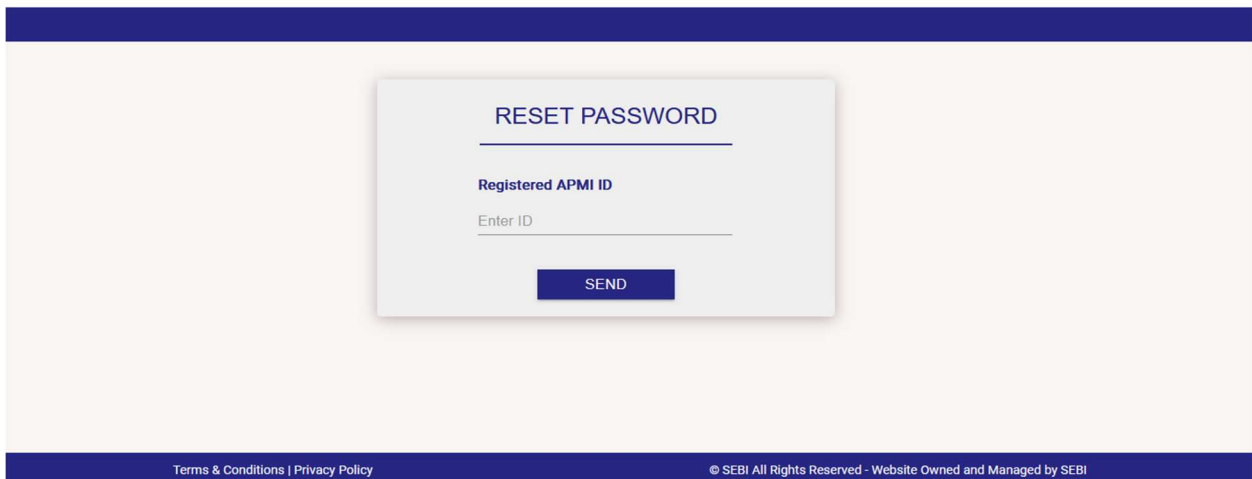 RESET PASSWORD
Registered APMI ID
Enter ID
SEND
Terms & Conditions | Privacy Policy
© SEBI All Rights Reserved - Website Owned and Managed by SEBI